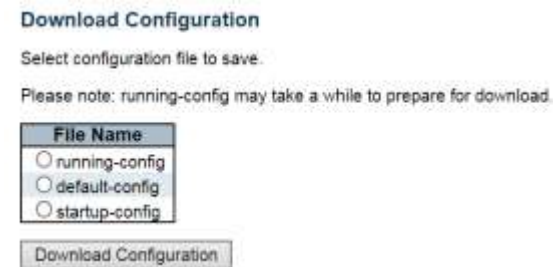 Download Configuration
Select configuration file to save.
Please note: running-config may take a while to prepare for download.
File Name
running-config
default-config
startup-config
Download Configuration